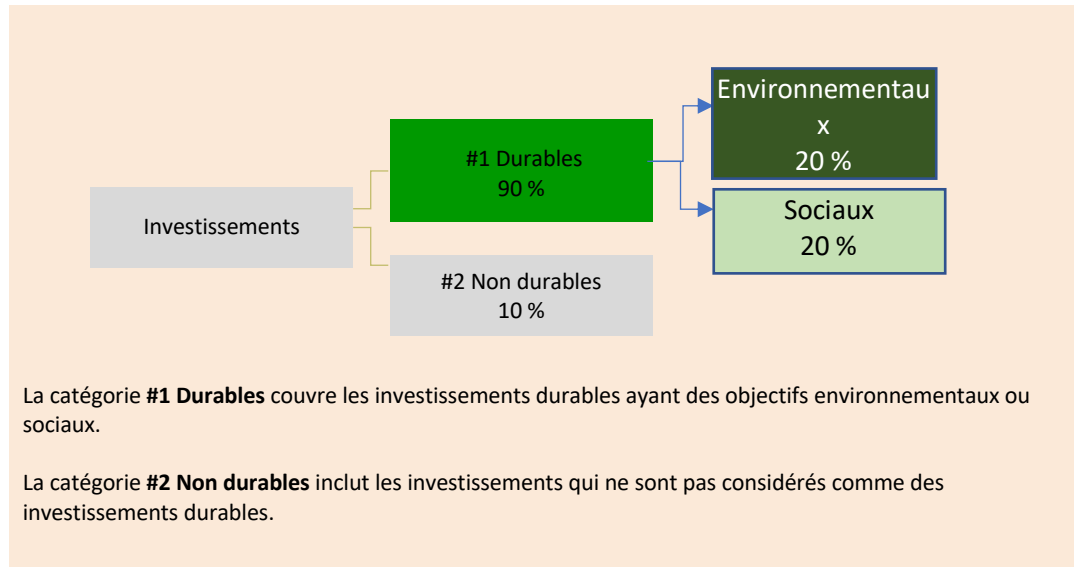 Investissements
#1 Durables
90 %
#2 Non durables
10 %
Environnementau
x
20 %
Sociaux
20 %
La catégorie #1 Durables couvre les investissements durables ayant des objectifs environnementaux ou
sociaux.
La catégorie #2 Non durables inclut les investissements qui ne sont pas considérés comme des
investissements durables.